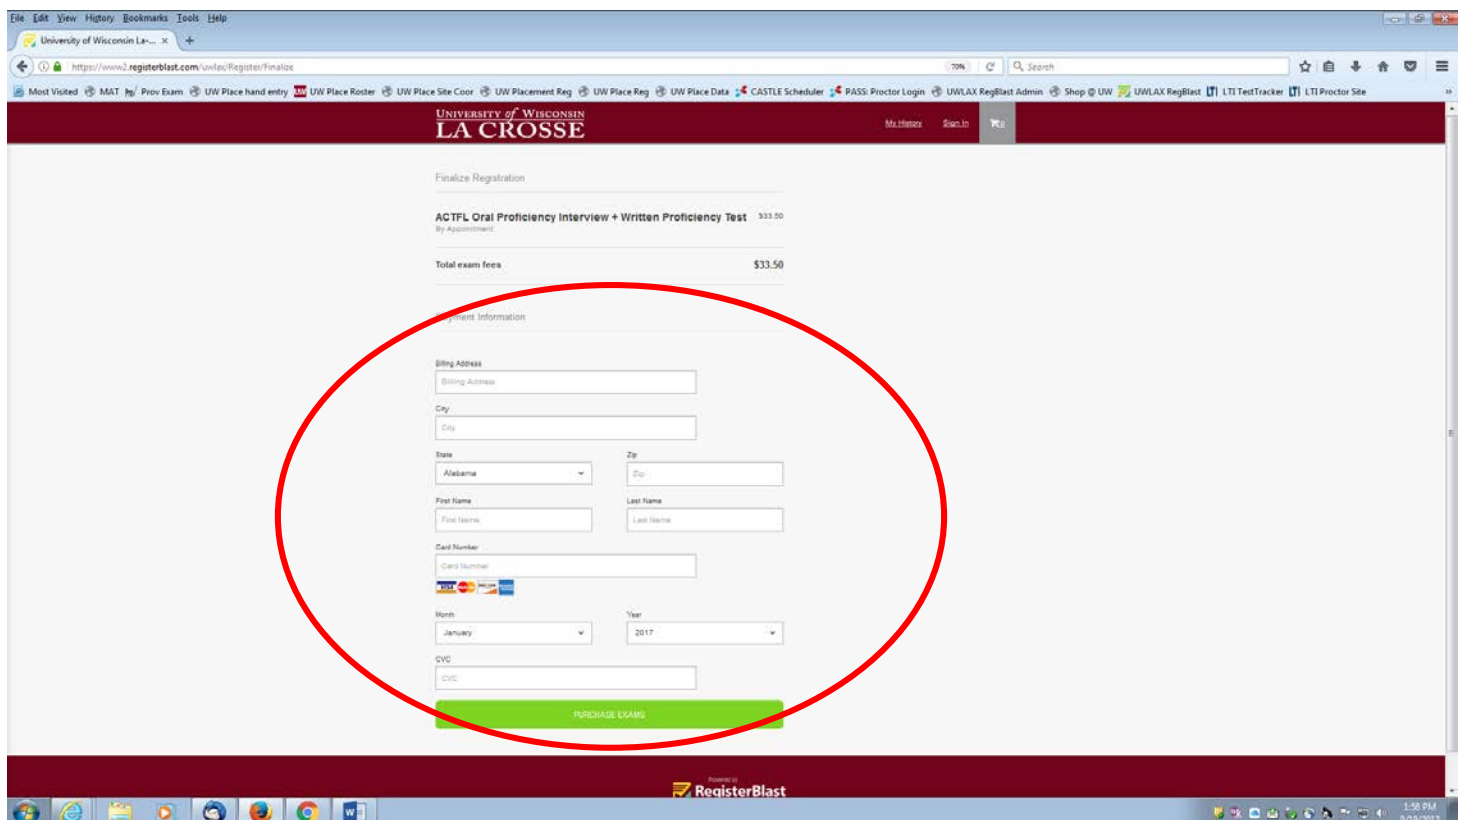 File Edit View History Bookmarks Tools Help
University of Wisconsin La-... × +
https://www2.registerblast.com/uwlax/Register/Finalize 70% Search
Most Visited MAT Prov Exam UW Place hand entry UW Place Roster UW Place Site Coor UW Placement Reg UW Place Reg UW Place Data CASTLE Scheduler PASS: Proctor Login UWLAX RegBlast Admin Shop @ UW UWLAX RegBlast LTI TestTracker LTI Proctor Site »
UNIVERSITY of WISCONSIN
LA CROSSE
My History Sign In
Finalize Registration
ACTFL Oral Proficiency Interview + Written Proficiency Test $33.50
By Appointment
Total exam fees $33.50
Payment Information
Billing Address
Billing Address
City
City
State Zip
Alabama Zip
First Name Last Name
First Name Last Name
Card Number
Card Number
VISA
Month Year
January 2017
CVC
CVC
PURCHASE EXAMS
Powered by
RegisterBlast
1:58 PM